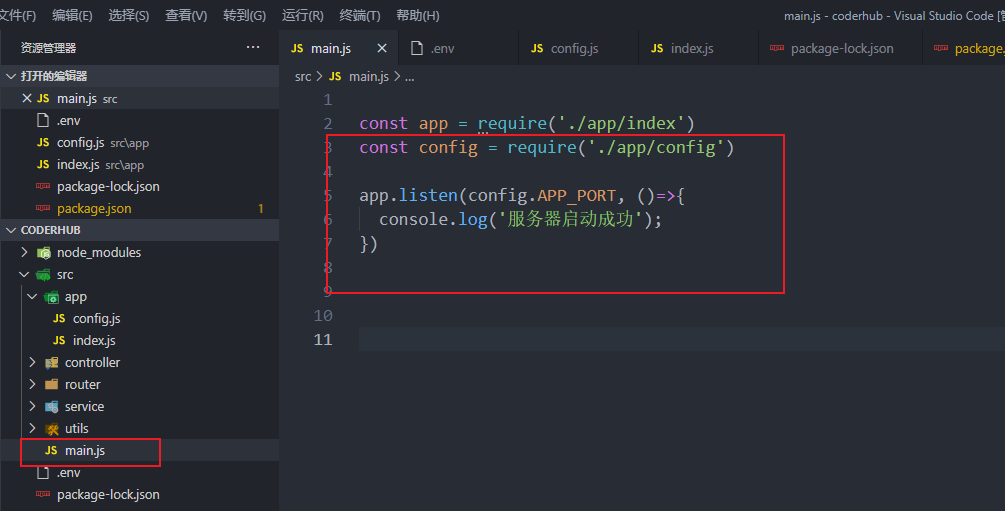 文件(F) 编辑(E) 选择(S) 查看(V) 转到(G) 运行(R) 终端(T) 帮助(H) main.js - coderhub - Visual Studio Code [管
资源管理器 ···
JS main.js × .env JS config.js JS index.js package-lock.json package.
打开的编辑器
src > JS main.js > ...
× JS main.js src
.env
JS config.js src\app
JS index.js src\app
package-lock.json
package.json 1
CODERHUB
node_modules
src
app
JS config.js
JS index.js
controller
router
service
utils
JS main.js
.env
package-lock.json
1
2 const app = require('./app/index')
3 const config = require('./app/config')
4
5 app.listen(config.APP_PORT, ()=>{
6 console.log('服务器启动成功');
7 })
8
9
10
11